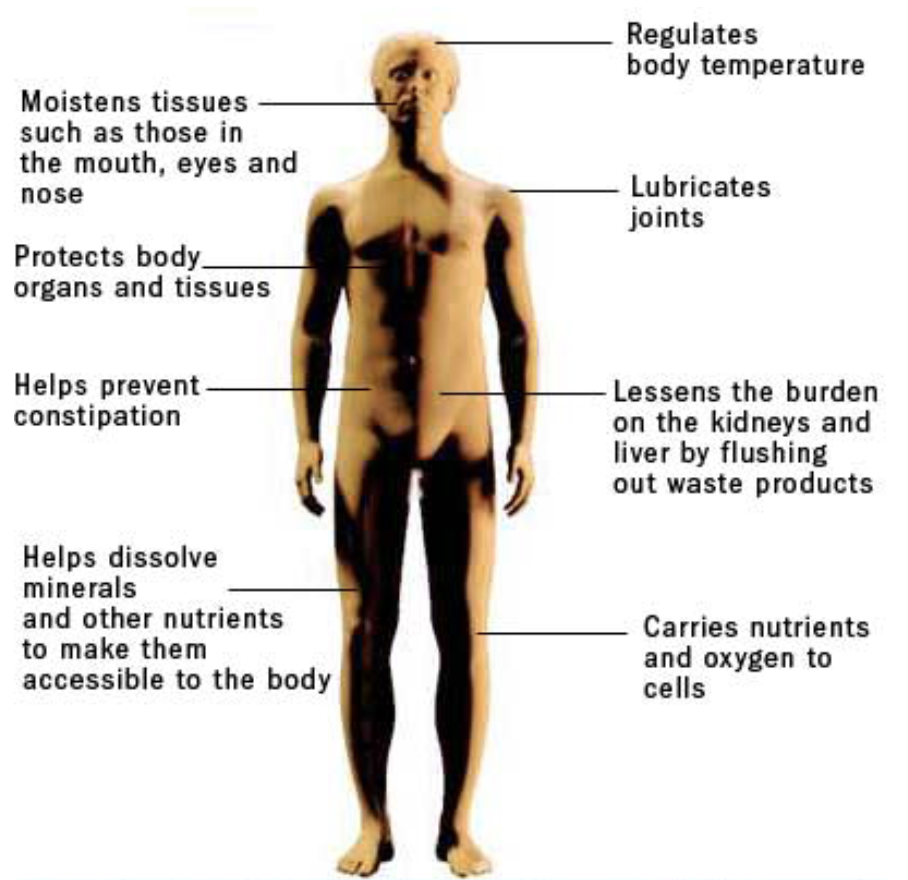 Regulates
body temperature
Moistens tissues
such as those in
the mouth, eyes and
nose
Lubricates
joints
Protects body
organs and tissues
Helps prevent
constipation
Lessens the burden
on the kidneys and
liver by flushing
out waste products
Helps dissolve
minerals
and other nutrients
to make them
accessible to the body
Carries nutrients
and oxygen to
cells